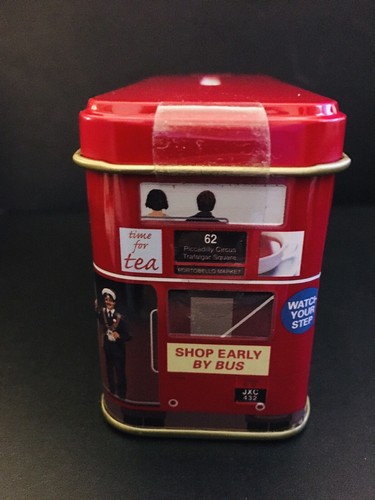 time
for
tea
62
Piccadilly Circus
Trafalgar Square
PORTOBELLO MARKET
WATCH
YOUR
STEP
SHOP EARLY
BY BUS
JXC
432